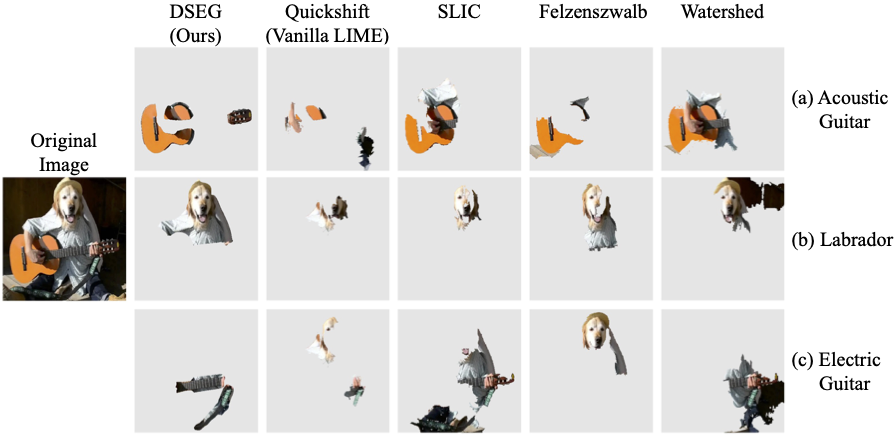 DSEG
(Ours)
Quickshift
(Vanilla LIME)
SLIC
Felzenszwalb
Watershed
Original
Image
(a) Acoustic
Guitar
(b) Labrador
(c) Electric
Guitar